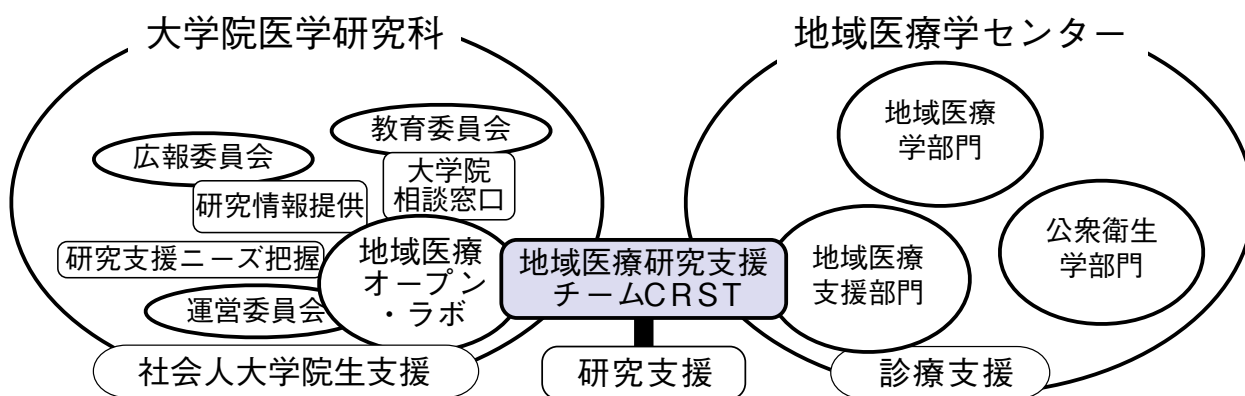 大学院医学研究科
地域医療学センター
教育委員会
広報委員会
大学院
相談窓口
研究情報提供
研究支援ニーズ把握
地域医療
オープン
・ラボ
運営委員会
社会人大学院生支援
地域医療研究支援
チームCRST
研究支援
地域医療
学部門
公衆衛生
学部門
地域医療
支援部門
診療支援